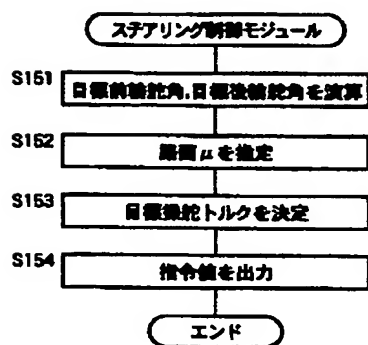 ステアリング制御モジュール
S151
目標前輪舵角、目標後輪舵角を演算
S152
路面μを推定
S153
目標操舵トルクを決定
S154
指令値を出力
エンド